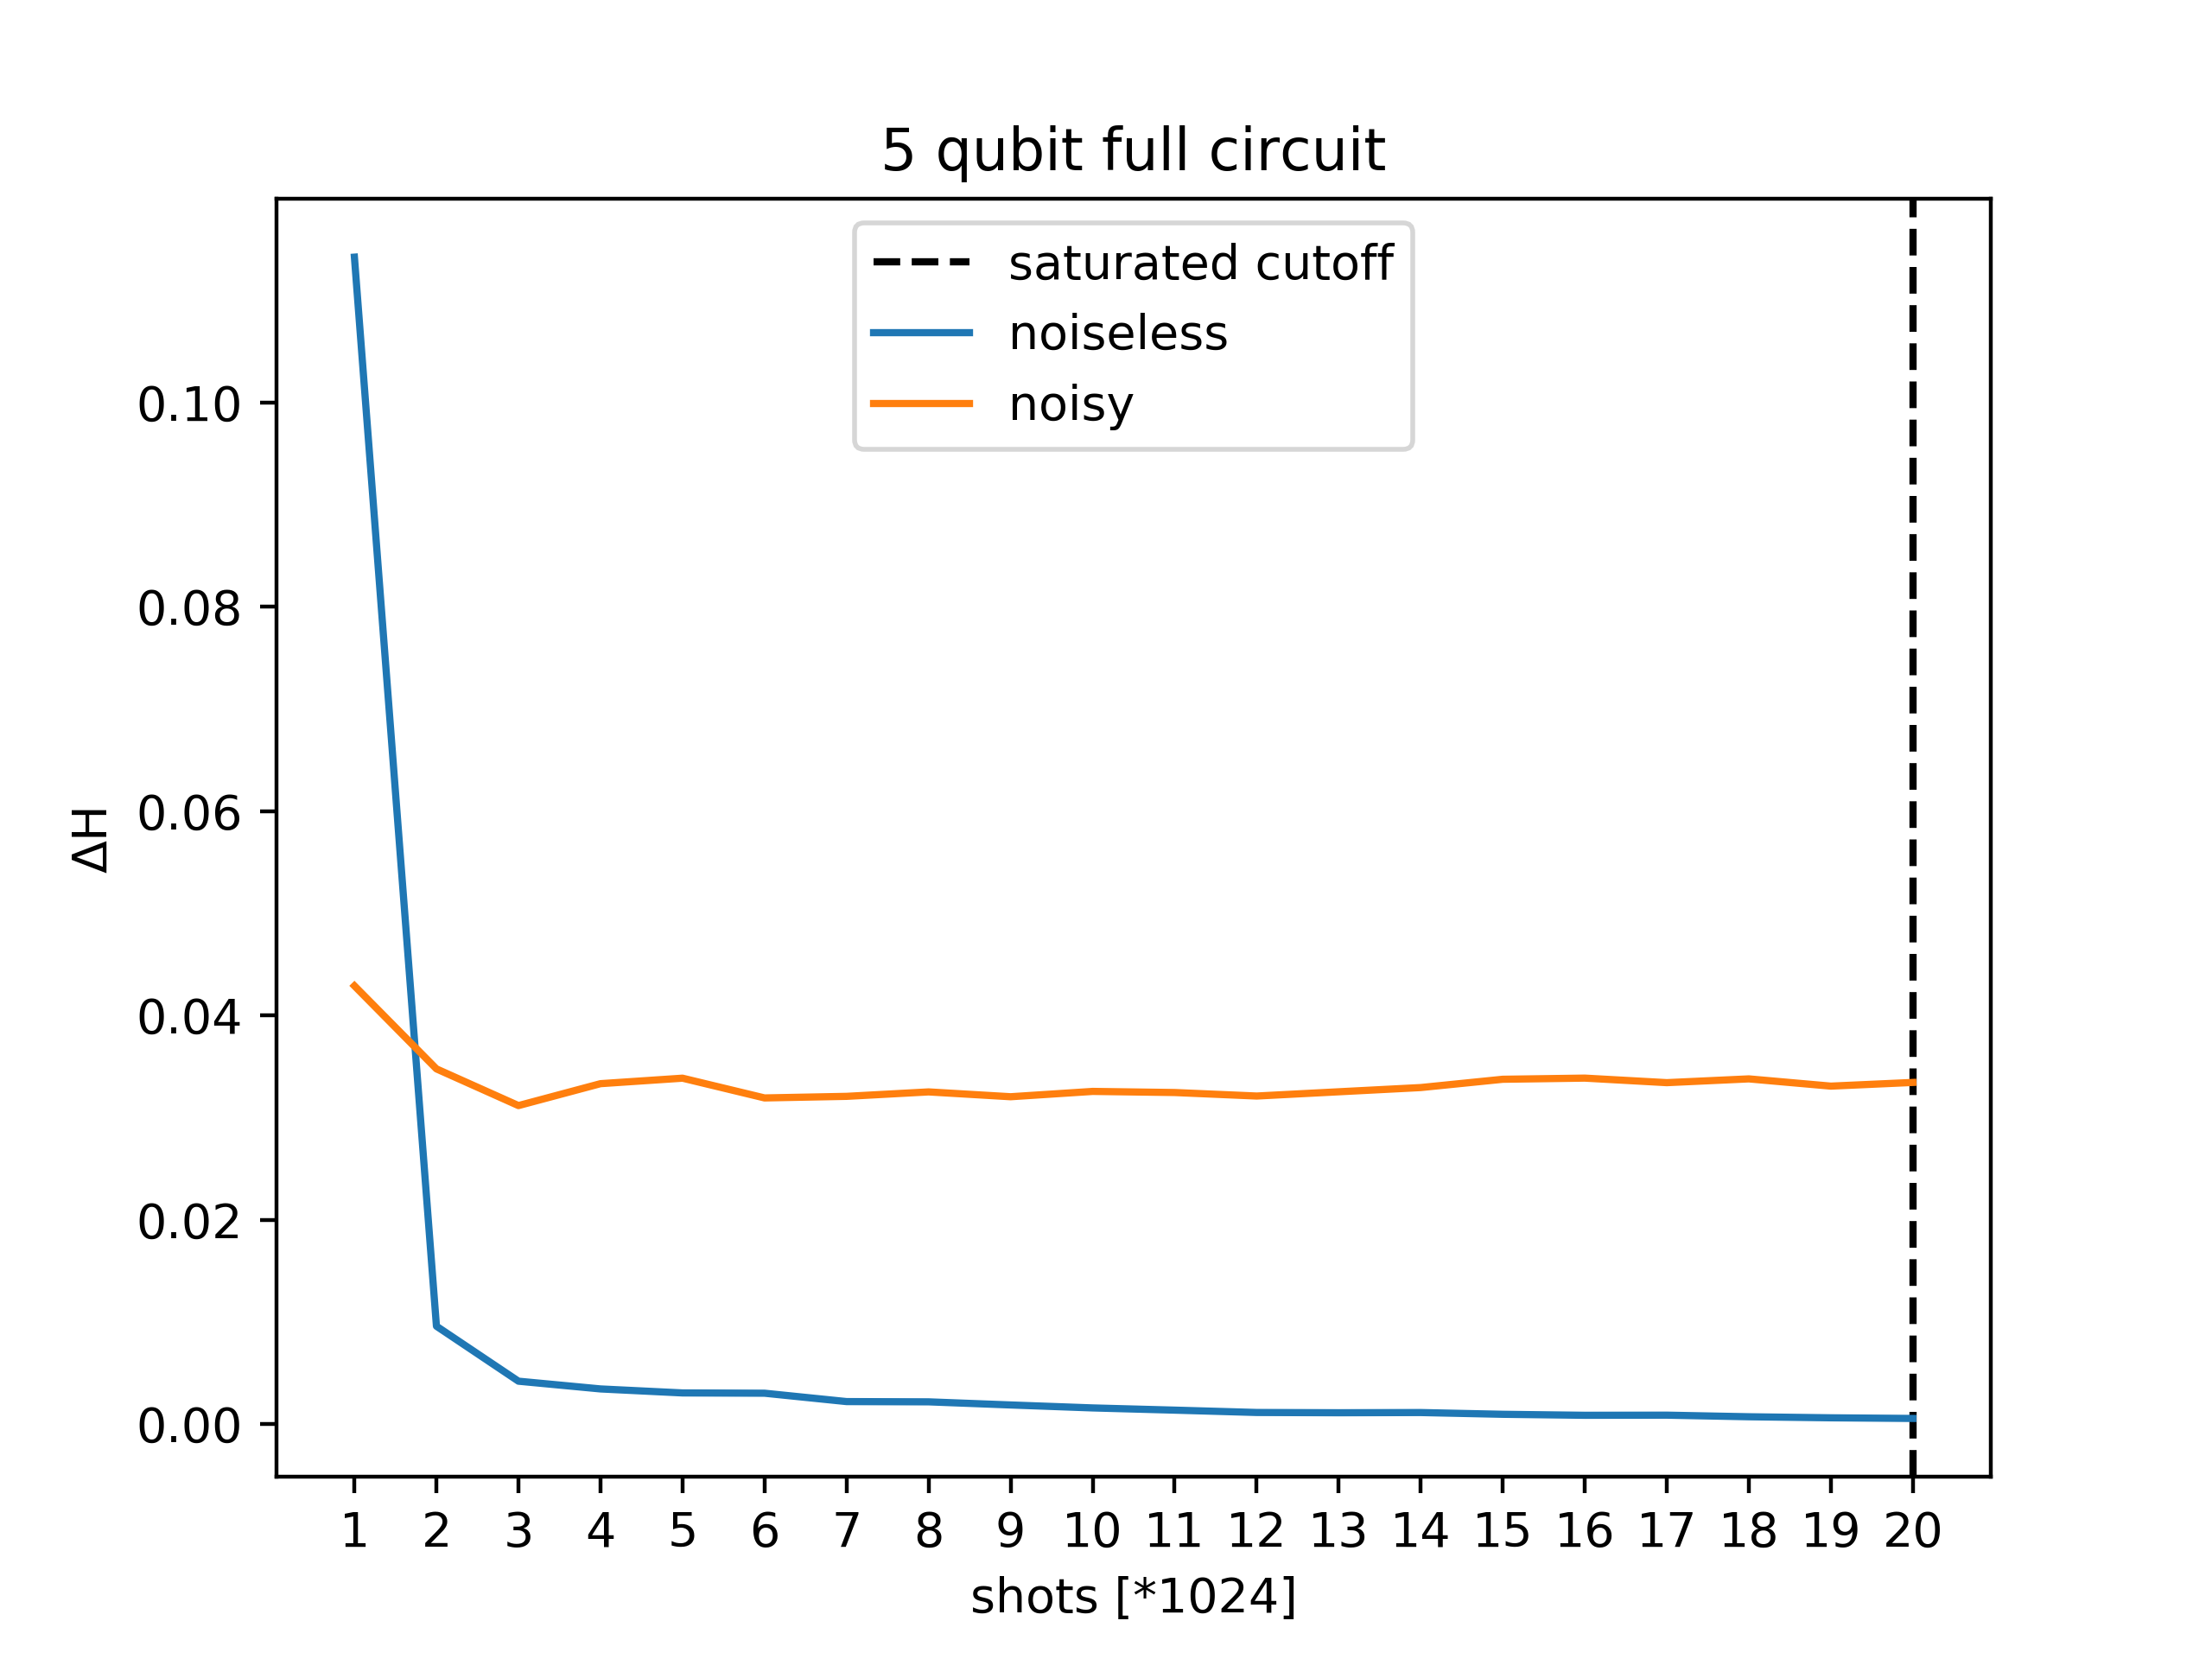 5 qubit full circuit
saturated cutoff
noiseless
noisy
0.10
0.08
0.06
0.04
0.02
0.00
ΔH
1 2 3 4 5 6 7 8 9 10 11 12 13 14 15 16 17 18 19 20
shots [*1024]